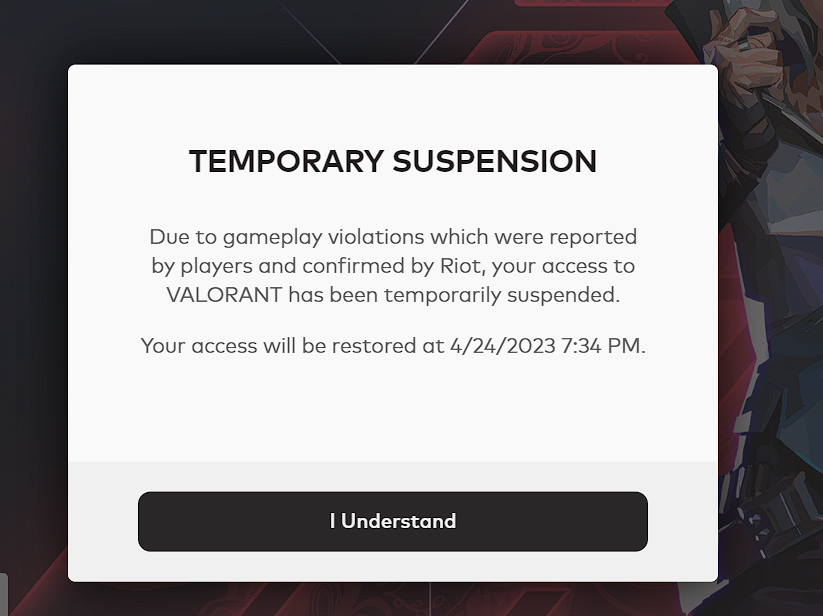 TEMPORARY SUSPENSION
Due to gameplay violations which were reported
by players and confirmed by Riot, your access to
VALORANT has been temporarily suspended.
Your access will be restored at 4/24/2023 7:34 PM.
I Understand